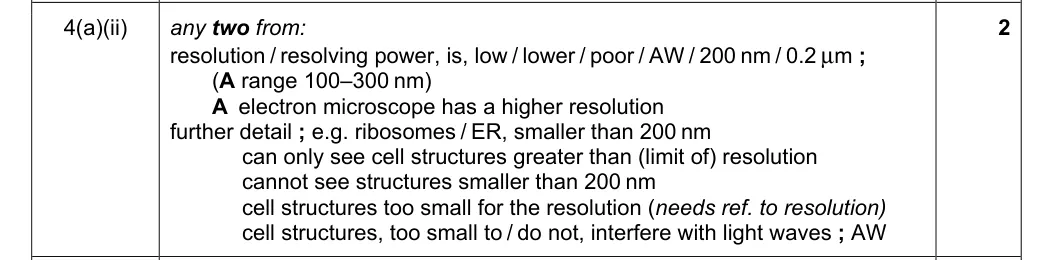 4(a)(ii) any two from: 2
resolution / resolving power, is, low / lower / poor / AW / 200 nm / 0.2 μm ;
(A range 100–300 nm)
A electron microscope has a higher resolution
further detail ; e.g. ribosomes / ER, smaller than 200 nm
can only see cell structures greater than (limit of) resolution
cannot see structures smaller than 200 nm
cell structures too small for the resolution (needs ref. to resolution)
cell structures, too small to / do not, interfere with light waves ; AW